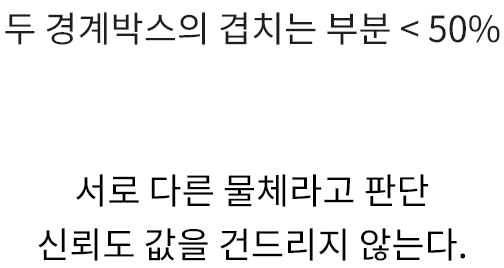 두 경계박스의 겹치는 부분 < 50%
서로 다른 물체라고 판단
신뢰도 값을 건드리지 않는다.